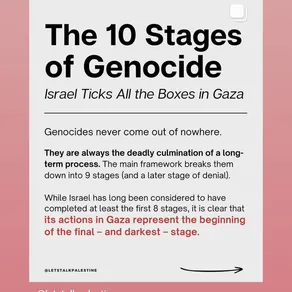 The 10 Stages
of Genocide
Israel Ticks All the Boxes in Gaza
Genocides never come out of nowhere.
They are always the deadly culmination of a long-
term process. The main framework breaks them
down into 9 stages (and a later stage of denial).
While Israel has long been considered to have
completed at least the first 8 stages, it is clear that
its actions in Gaza represent the beginning
of the final – and darkest – stage.
@LETSTALKPALESTINE